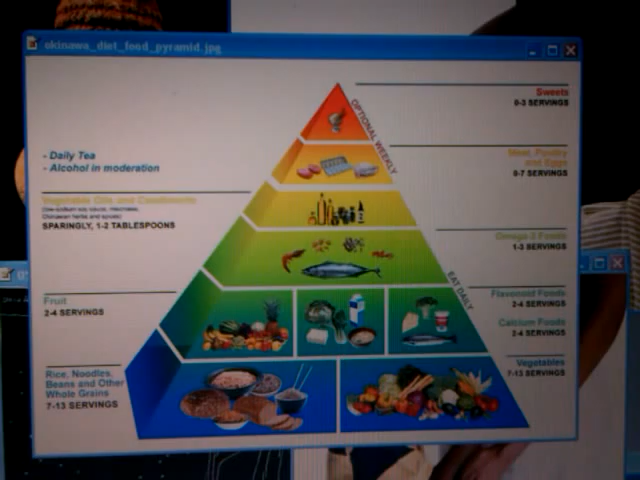 okinawa_diet_food_pyramid.jpg
Sweets
0-3 SERVINGS
OPTIONAL WEEKLY
Meat, Poultry
and Eggs
0-7 SERVINGS
- Daily Tea
- Alcohol in moderation
Vegetable Oils and Condiments
SPARINGLY, 1-2 TABLESPOONS
Omega-3 Foods
1-3 SERVINGS
EAT DAILY
Fruit
2-4 SERVINGS
Flavonoid Foods
2-4 SERVINGS
Calcium Foods
2-4 SERVINGS
Rice, Noodles,
Beans and Other
Whole Grains
7-13 SERVINGS
Vegetables
7-13 SERVINGS